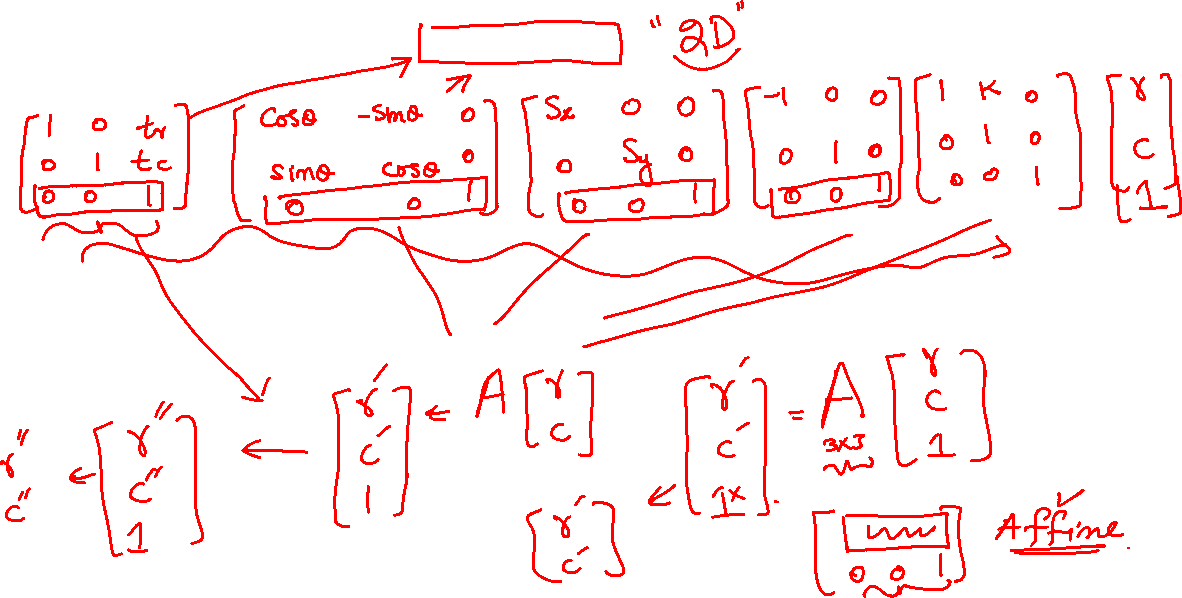 "2D"
[1 0 tr] [cosθ -sinθ 0] [Sx 0 0] [-1 0 0] [1 K 0] [r]
[0 1 tc] [sinθ cosθ 0] [0 Sy 0] [0 1 0] [0 1 0] [c]
[0 0 1] [0 0 1] [0 0 1] [0 0 1] [0 0 1] [1]
r'' ← [r'' c'' 1] ← [r' c' 1] ← A [r c]
c''
[r' c' 1x] = A [r c 1]
3x3
[r' c']
[0 0 1] Affine.